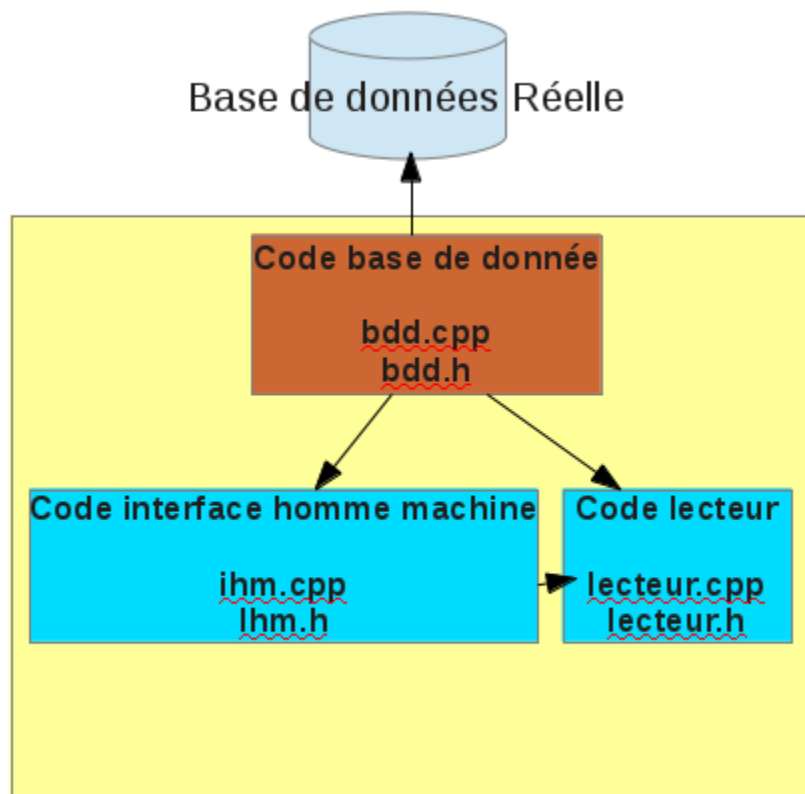 Base de données Réelle
Code base de donnée
bdd.cpp
bdd.h
Code interface homme machine
ihm.cpp
Ihm.h
Code lecteur
lecteur.cpp
lecteur.h